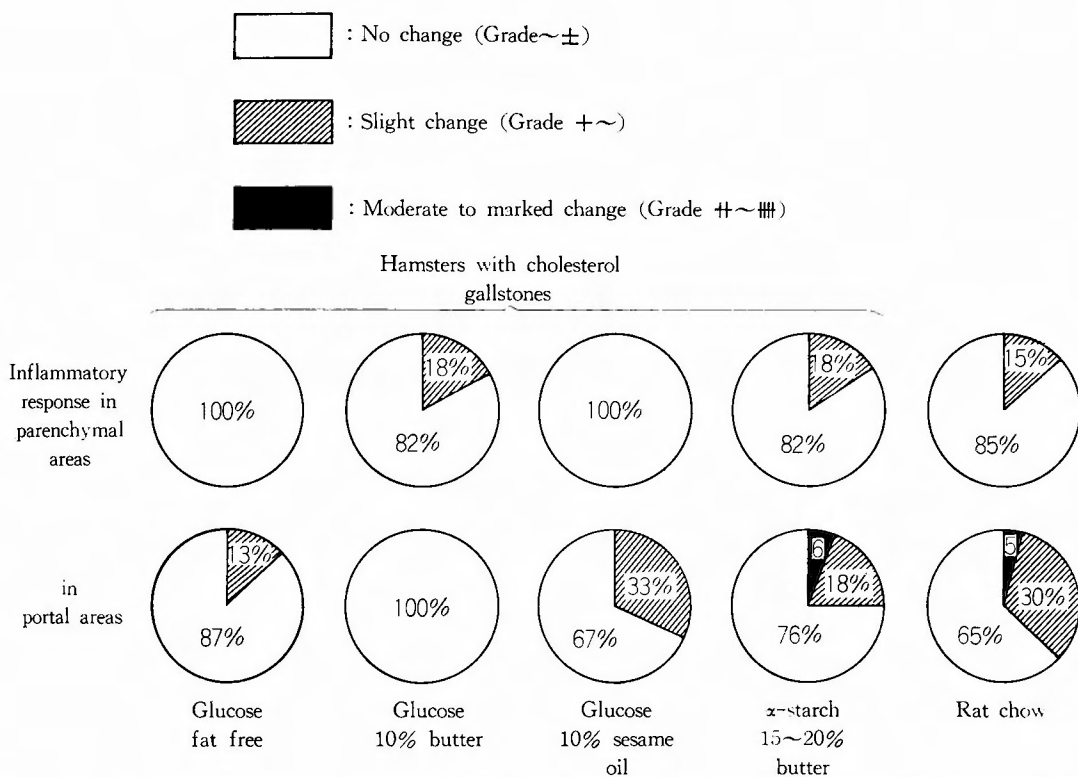 : No change (Grade～±)
: Slight change (Grade +～)
: Moderate to marked change (Grade ⧺～卌)
Hamsters with cholesterol
gallstones
Inflammatory
response in
parenchymal
areas
100%
18%
82%
100%
18%
82%
15%
85%
in
portal areas
13%
87%
100%
33%
67%
6
18%
76%
5
30%
65%
Glucose
fat free
Glucose
10% butter
Glucose
10% sesame
oil
α-starch
15～20%
butter
Rat chow